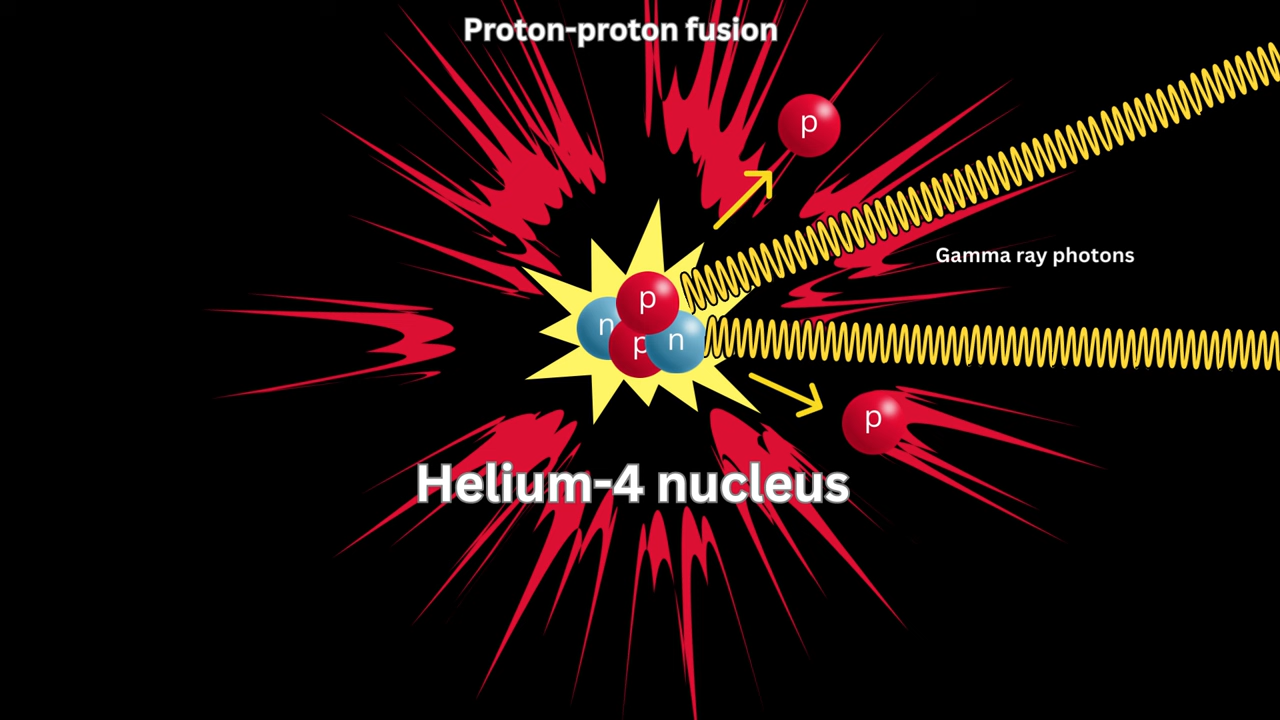 Proton-proton fusion
p
Gamma ray photons
p
n
n
p
p
Helium-4 nucleus